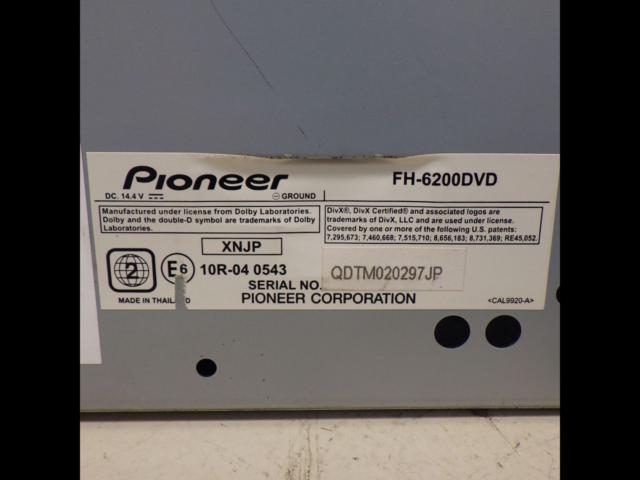 Pioneer
FH-6200DVD
DC. 14.4 V
GROUND
Manufactured under license from Dolby Laboratories.
Dolby and the double-D symbol are trademarks of Dolby
Laboratories.
DivX®, DivX Certified® and associated logos are
trademarks of DivX, LLC and are used under license.
Covered by one or more of the following U.S. patents:
7,295,673; 7,460,668; 7,515,710; 8,656,183; 8,731,369; RE45,052.
XNJP
2
E6
10R-04 0543
SERIAL NO.
QDTM020297JP
MADE IN THAILAND
PIONEER CORPORATION
<CAL9920-A>